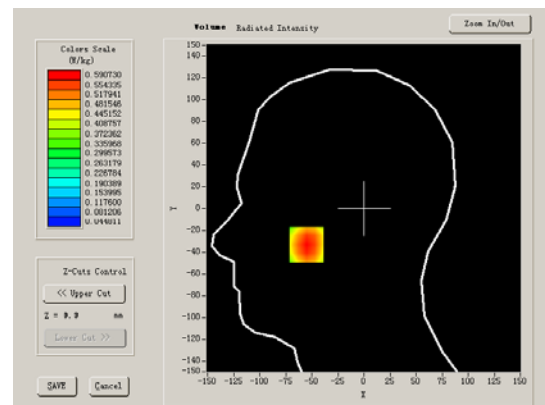 Volume Radiated Intensity
Zoom In/Out
Colors Scale
(W/kg)
0.590730
0.554335
0.517941
0.481546
0.445152
0.408757
0.372362
0.335968
0.299573
0.263179
0.226784
0.190389
0.153995
0.117600
0.081206
0.044811
Z-Cuts Control
<< Upper Cut
Z = 0.0 mm
Lower Cut >>
SAVE
Cancel
150
140
120
100
80
60
40
20
0
-20
-40
-60
-80
-100
-120
-140
-150
Y
-150 -125 -100 -75 -50 -25 0 25 50 75 100 125 150
X